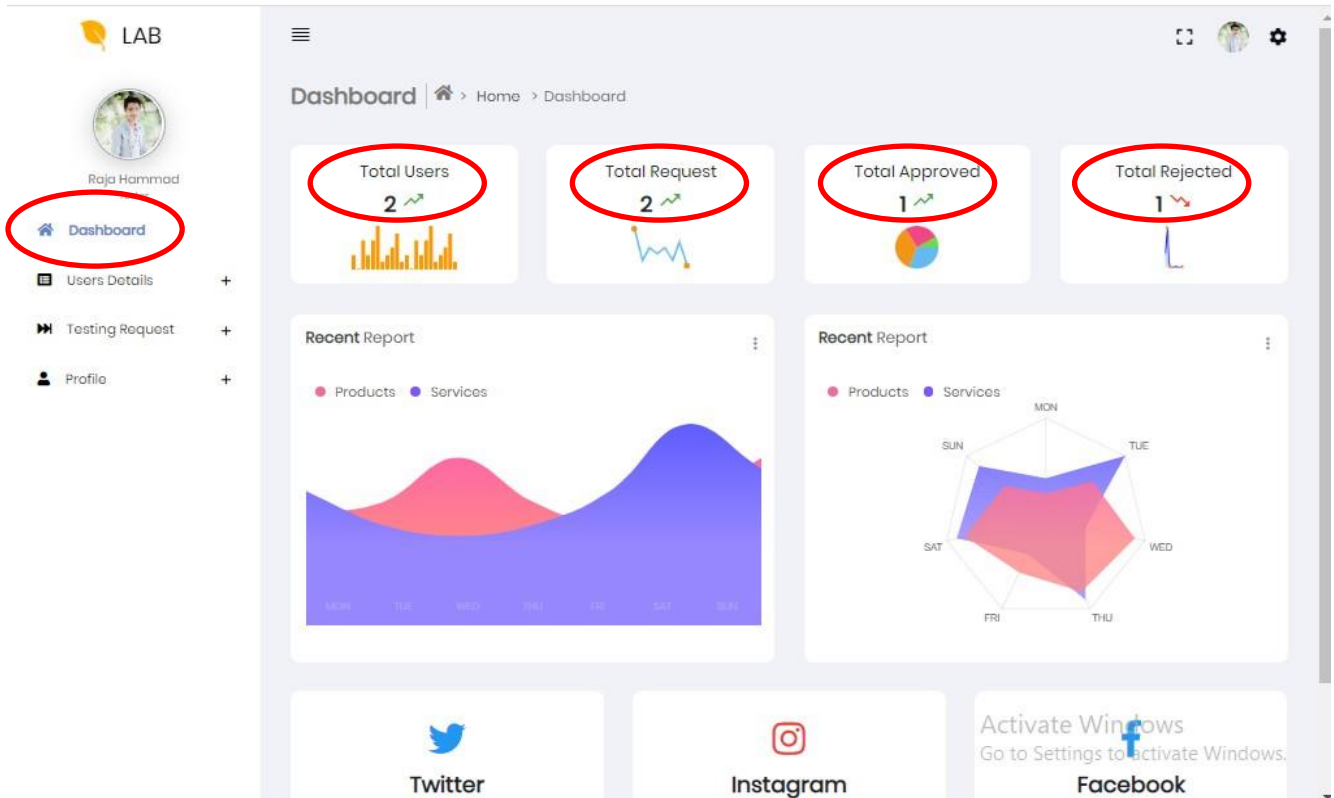 LAB
Raja Hammad
Dashboard
Users Details +
Testing Request +
Profile +
Dashboard > Home > Dashboard
Total Users
2
Total Request
2
Total Approved
1
Total Rejected
1
Recent Report
Products Services
MON TUE WED THU FRI SAT SUN
Recent Report
Products Services
MON
TUE
WED
THU
FRI
SAT
SUN
Twitter
Instagram
Facebook
Activate Windows
Go to Settings to activate Windows.